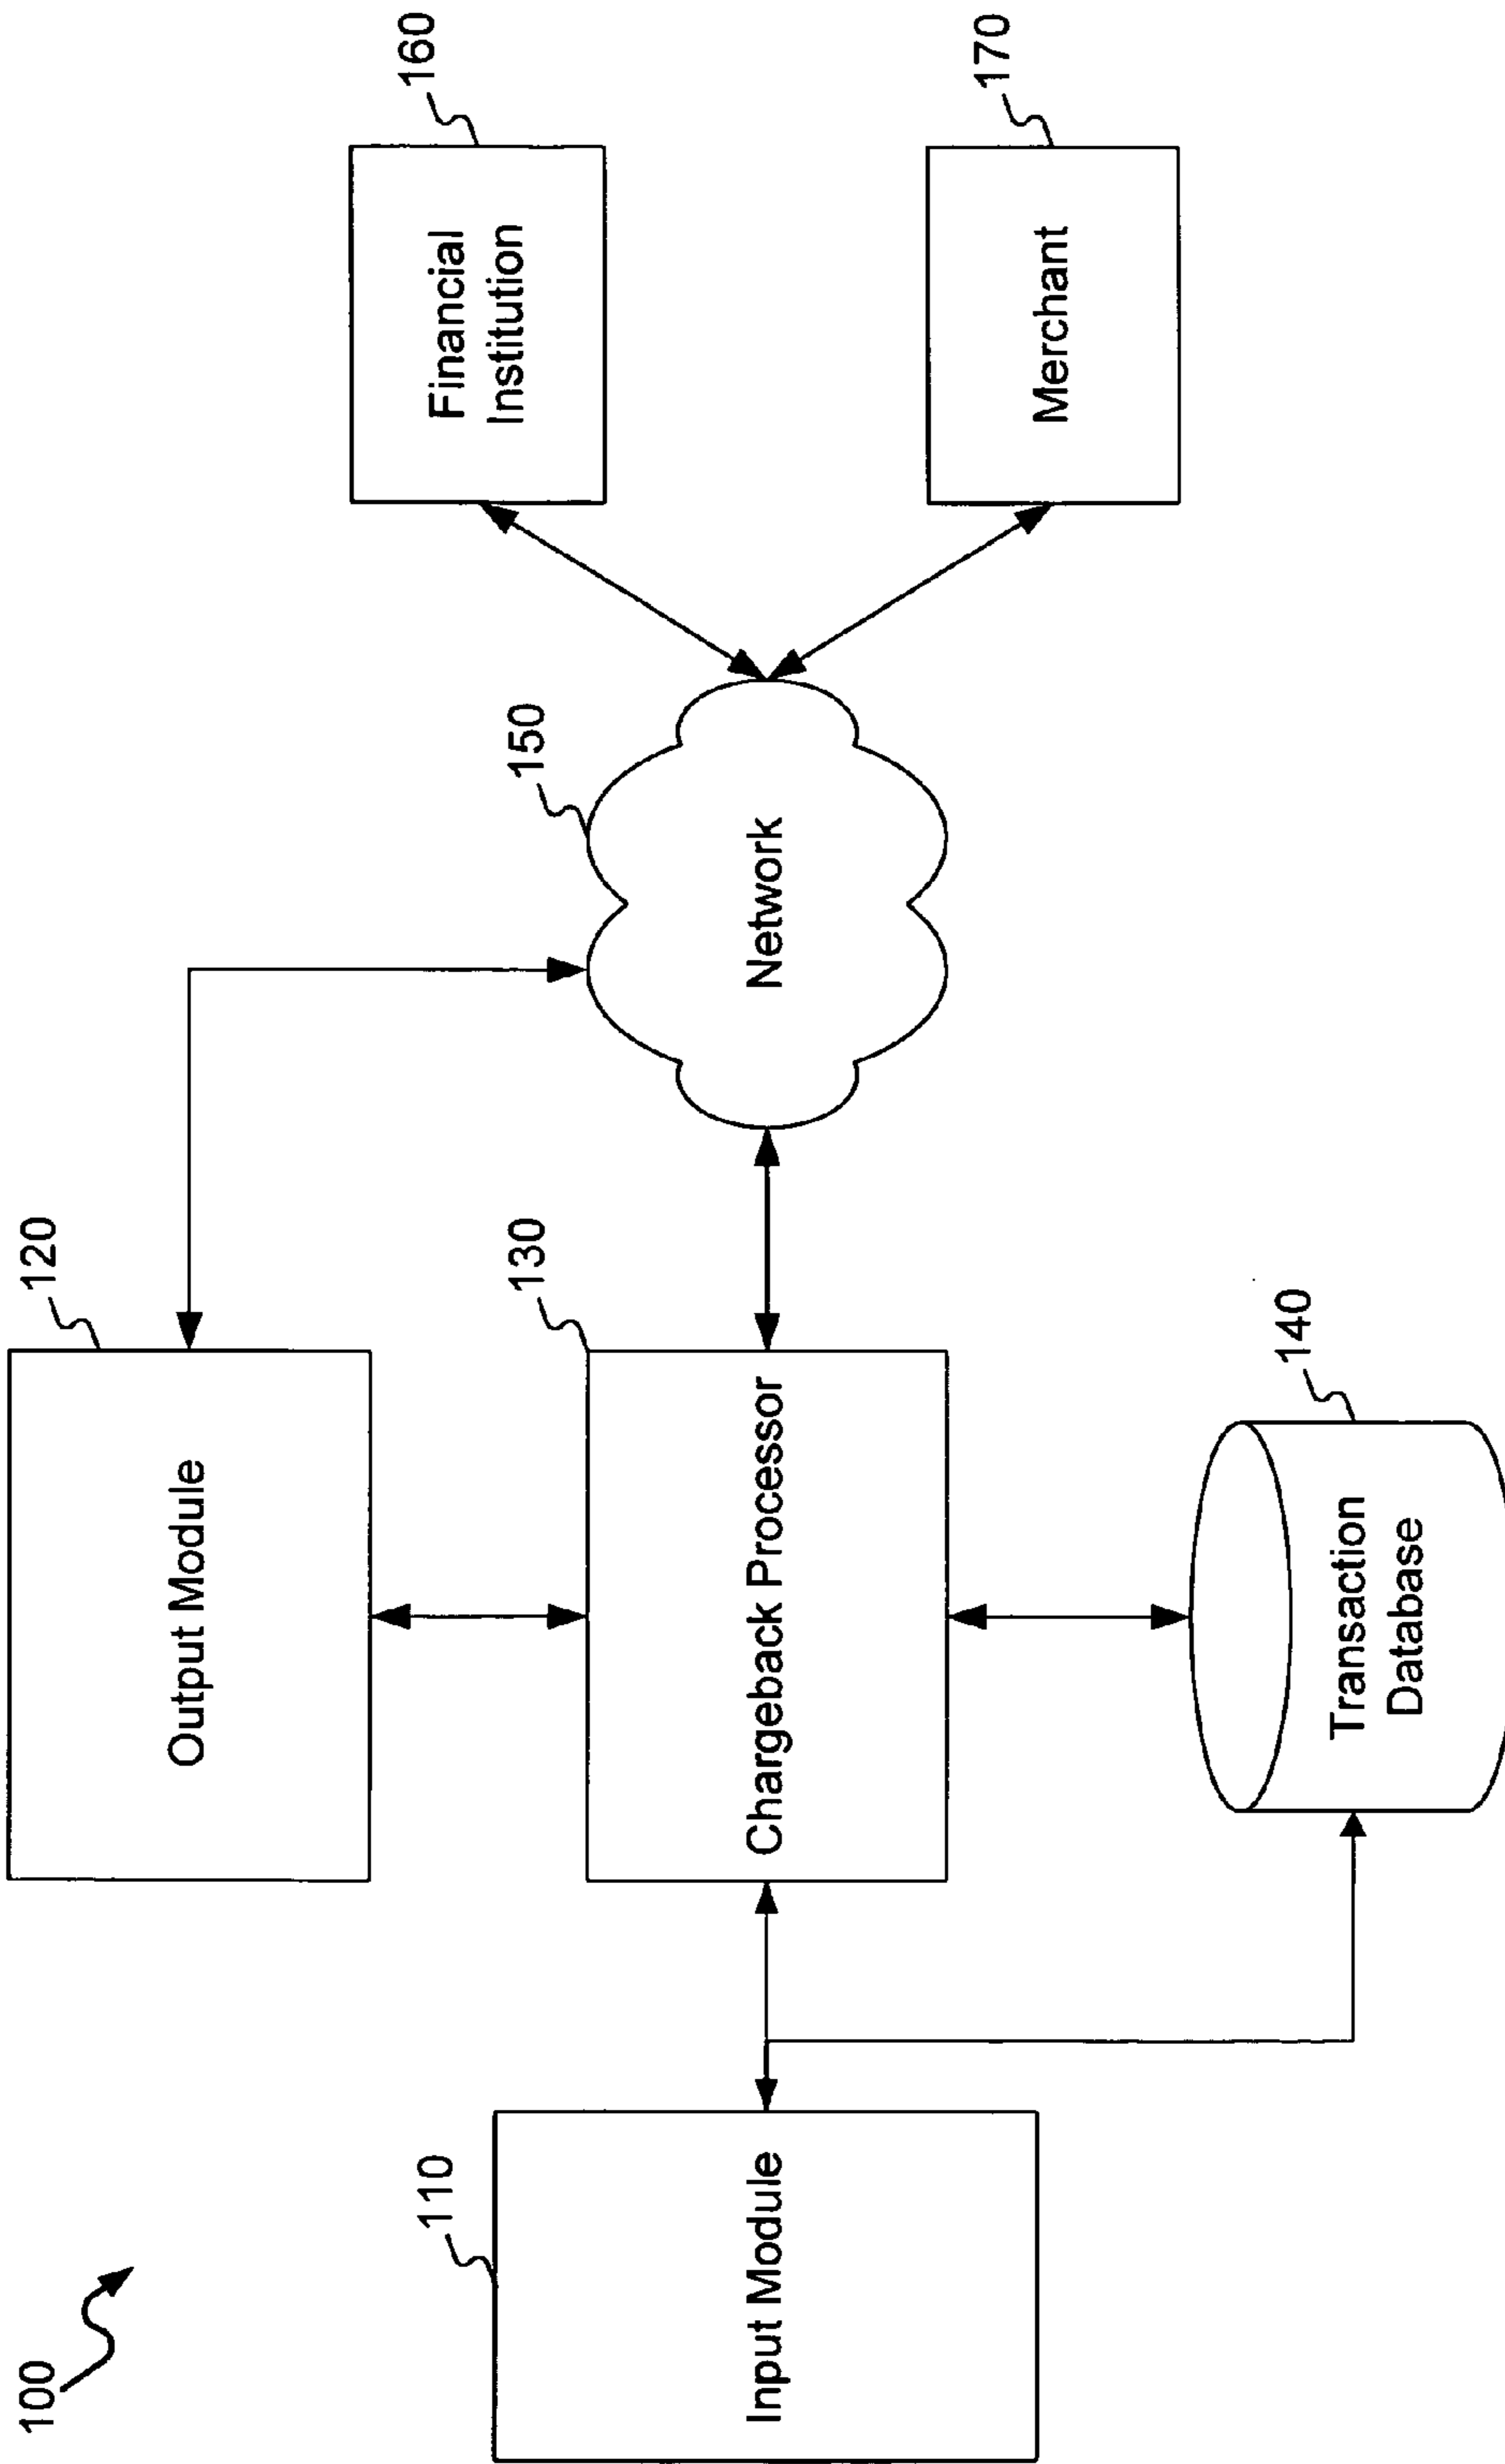 100
110
Input Module
120
Output Module
130
Chargeback Processor
140
Transaction
Database
150
Network
160
Financial
Institution
170
Merchant